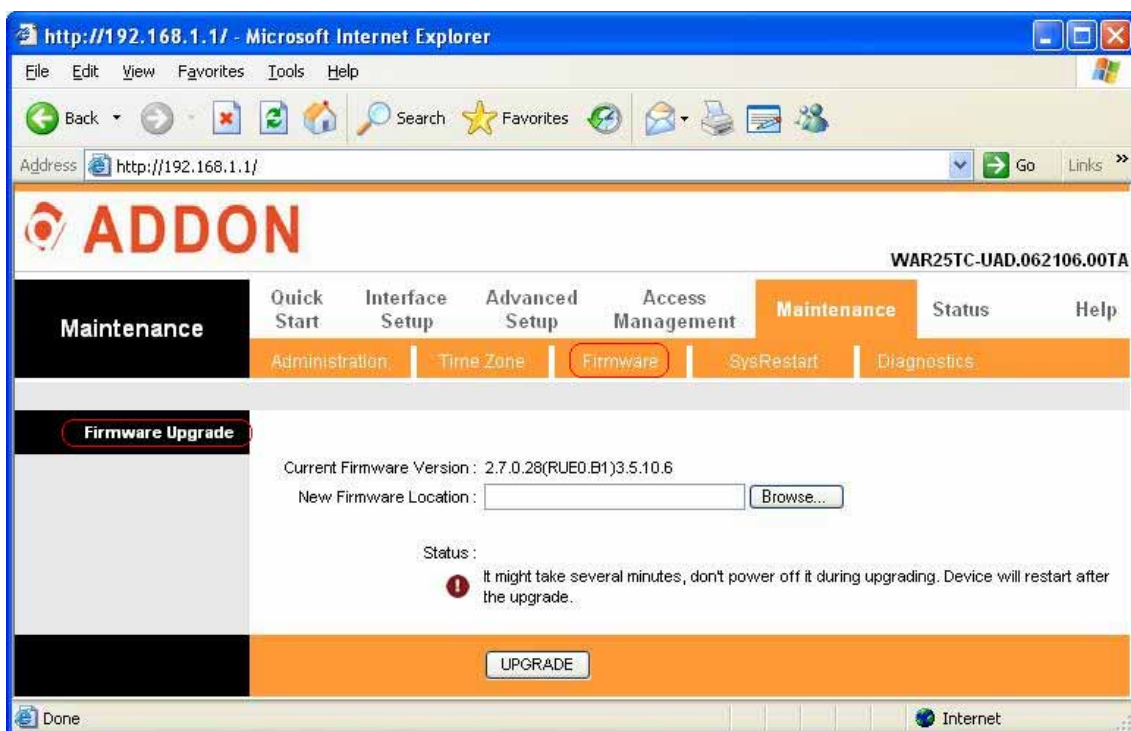 http://192.168.1.1/ - Microsoft Internet Explorer
File Edit View Favorites Tools Help
Back Search Favorites
Address http://192.168.1.1/ Go Links »
ADDON
WAR25TC-UAD.062106.00TA
Maintenance
Quick Start
Interface Setup
Advanced Setup
Access Management
Maintenance
Status
Help
Administration Time Zone Firmware SysRestart Diagnostics
Firmware Upgrade
Current Firmware Version : 2.7.0.28(RUE0.B1)3.5.10.6
New Firmware Location : Browse...
Status :
It might take several minutes, don't power off it during upgrading. Device will restart after
the upgrade.
UPGRADE
Done Internet